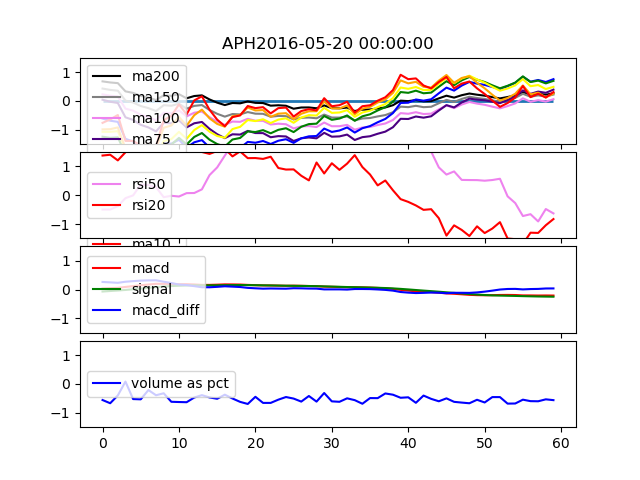 APH2016-05-20 00:00:00
1
0
−1
ma200
ma150
ma100
ma75
1
0
−1
rsi50
rsi20
ma10
1
0
−1
macd
signal
macd_diff
1
0
−1
volume as pct
0 10 20 30 40 50 60